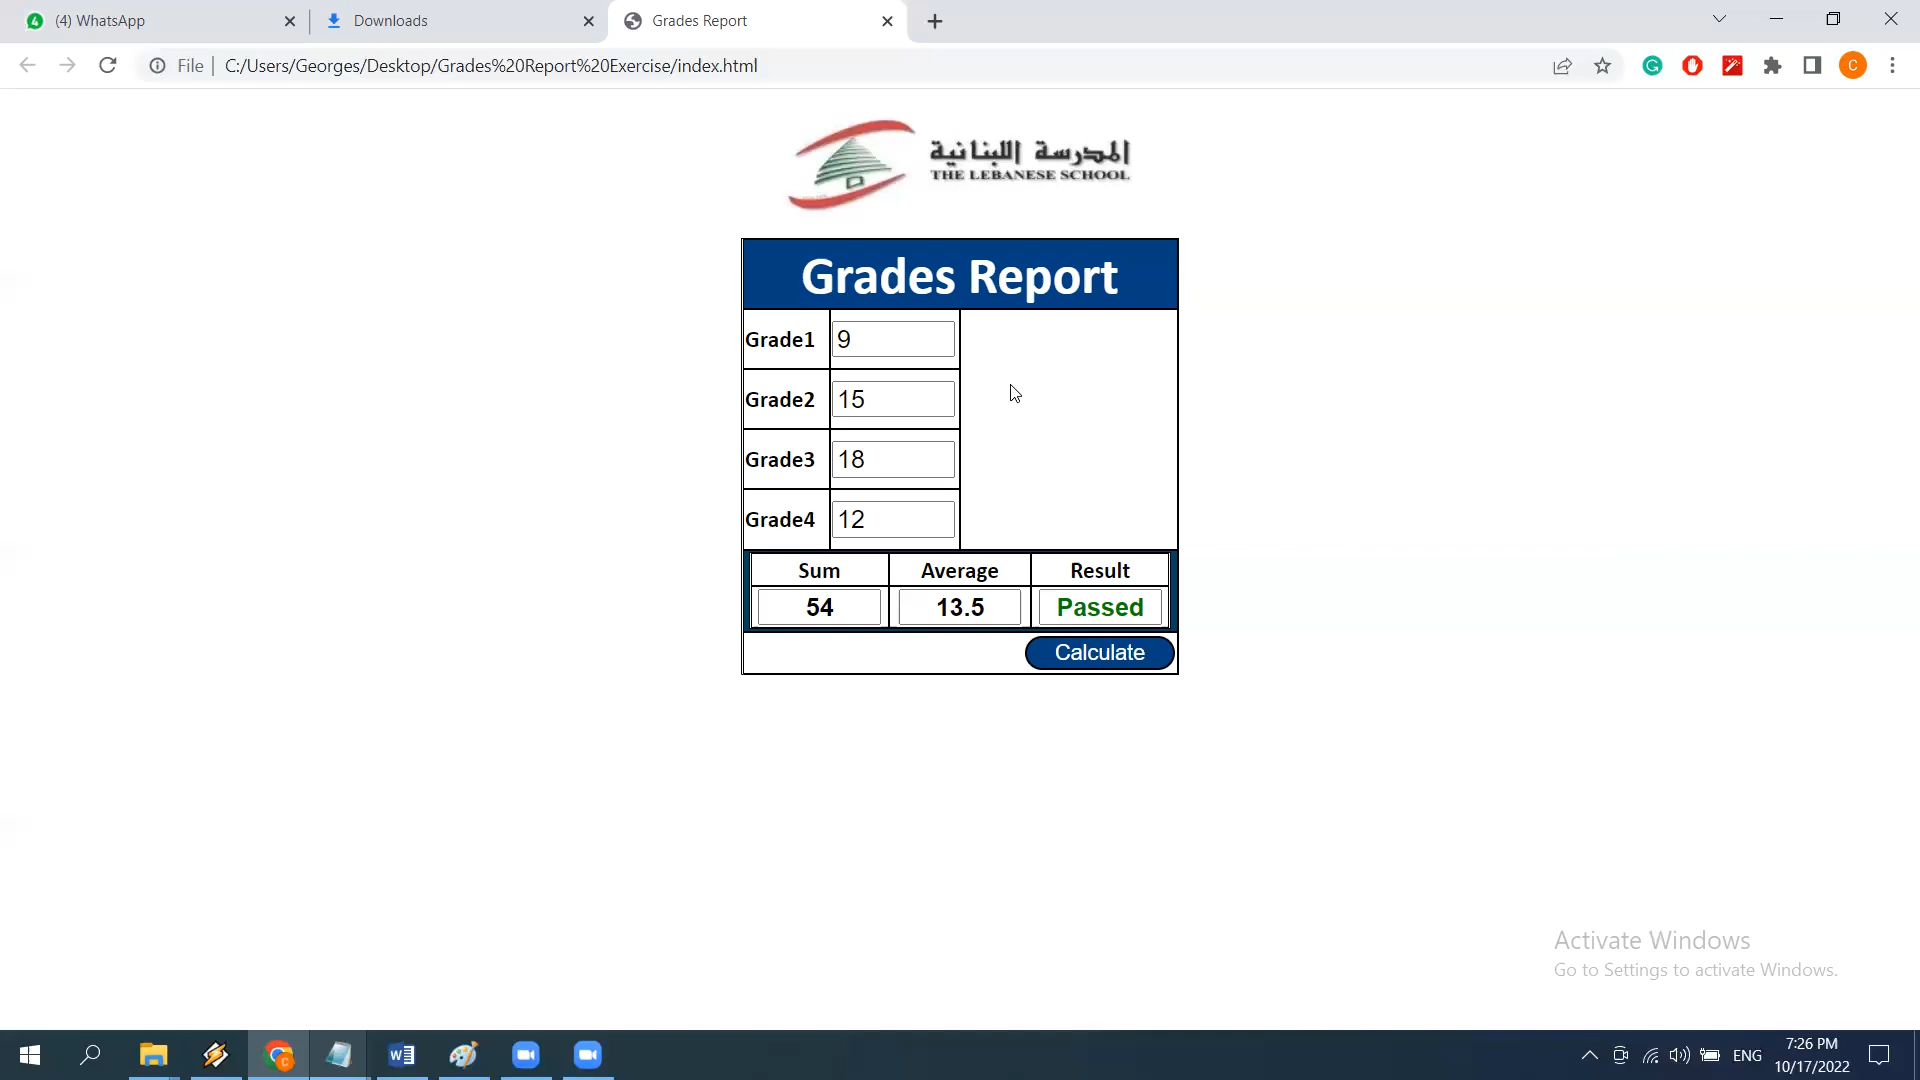 (4) WhatsApp
Downloads
Grades Report
File
C:/Users/Georges/Desktop/Grades%20Report%20Exercise/index.html
C
المدرسة اللبنانية
THE LEBANESE SCHOOL
Grades Report
Grade1 9
Grade2 15
Grade3 18
Grade4 12
Sum Average Result
54 13.5 Passed
Calculate
Activate Windows
Go to Settings to activate Windows.
ENG
7:26 PM
10/17/2022